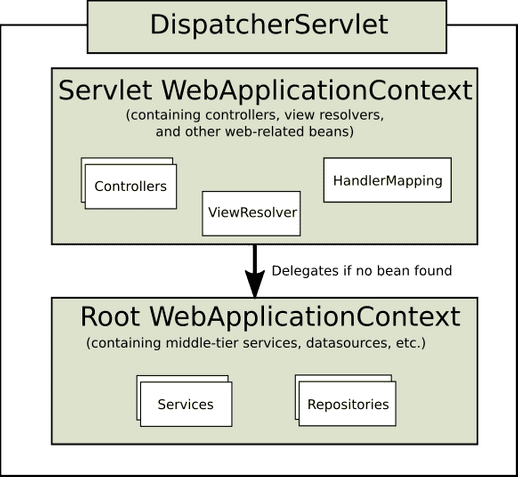 DispatcherServlet
Servlet WebApplicationContext
(containing controllers, view resolvers,
and other web-related beans)
Controllers
ViewResolver
HandlerMapping
Delegates if no bean found
Root WebApplicationContext
(containing middle-tier services, datasources, etc.)
Services
Repositories